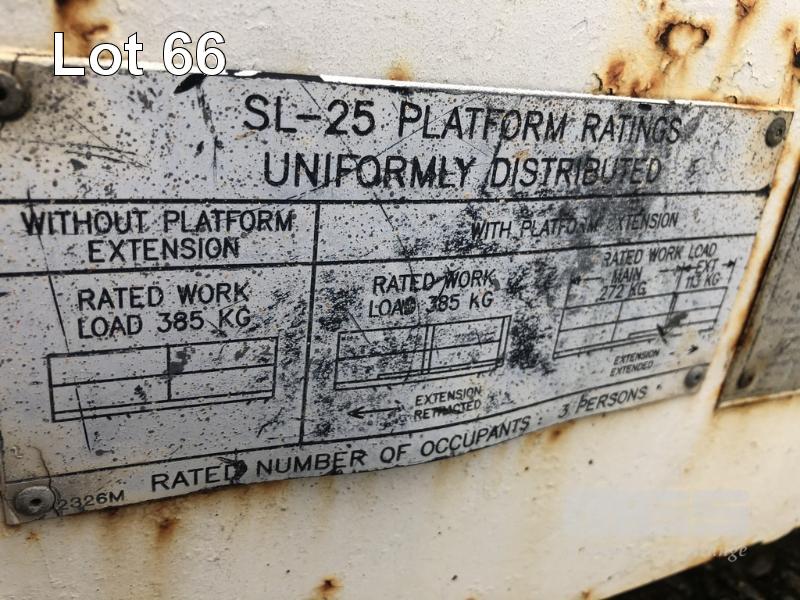 Lot 66
SL-25 PLATFORM RATINGS
UNIFORMLY DISTRIBUTED
WITHOUT PLATFORM
EXTENSION
RATED WORK
LOAD 385 KG
WITH PLATFORM EXTENSION
RATED WORK
LOAD 385 KG
EXTENSION
RETRACTED
RATED WORK LOAD
MAIN EXT
272 KG 113 KG
EXTENSION
EXTENDED
RATED NUMBER OF OCCUPANTS : 3 PERSONS
2326M